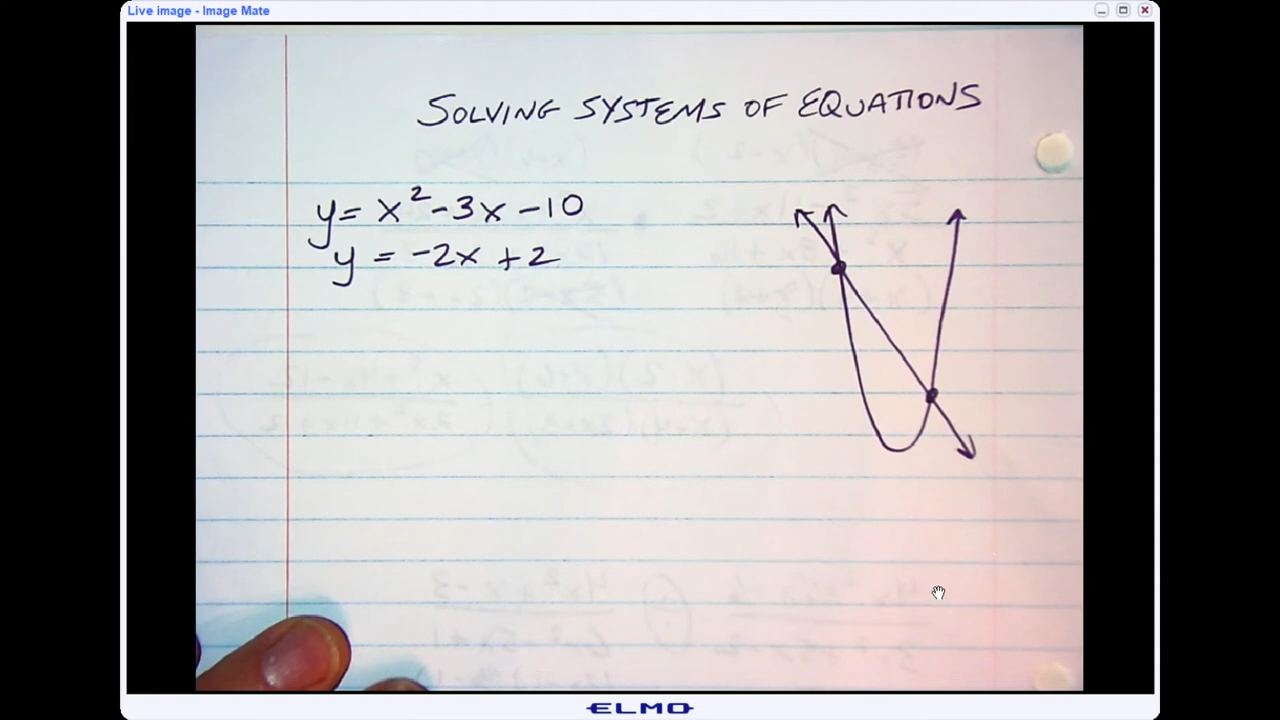 Live image - Image Mate
SOLVING SYSTEMS OF EQUATIONS
y = x² - 3x - 10
y = -2x + 2
ELMO